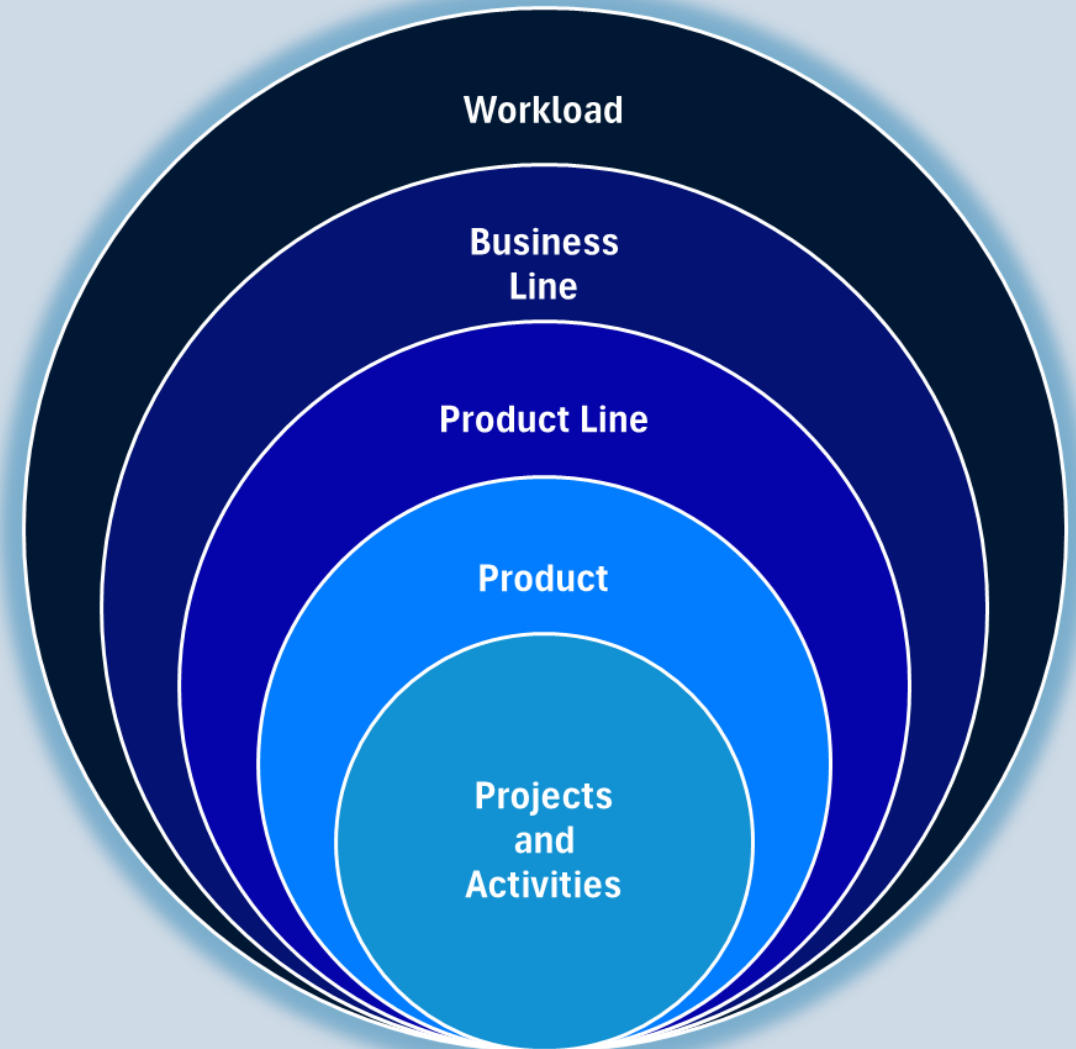 Workload
Business
Line
Product Line
Product
Projects
and
Activities